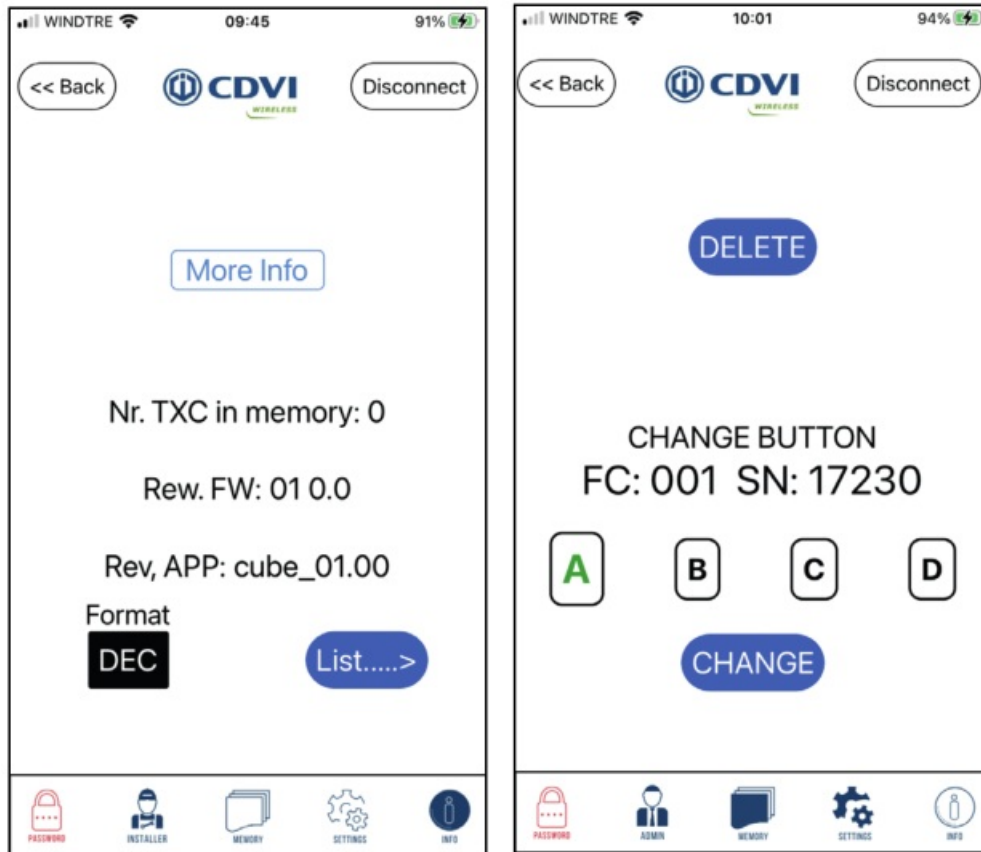 WINDTRE 09:45 91%
<< Back CDVI Disconnect
WIRELESS
More Info
Nr. TXC in memory: 0
Rew. FW: 01 0.0
Rev, APP: cube_01.00
Format
DEC List.....>
PASSWORD INSTALLER MEMORY SETTINGS INFO
WINDTRE 10:01 94%
<< Back CDVI Disconnect
WIRELESS
DELETE
CHANGE BUTTON
FC: 001 SN: 17230
A B C D
CHANGE
PASSWORD ADMIN MEMORY SETTINGS INFO